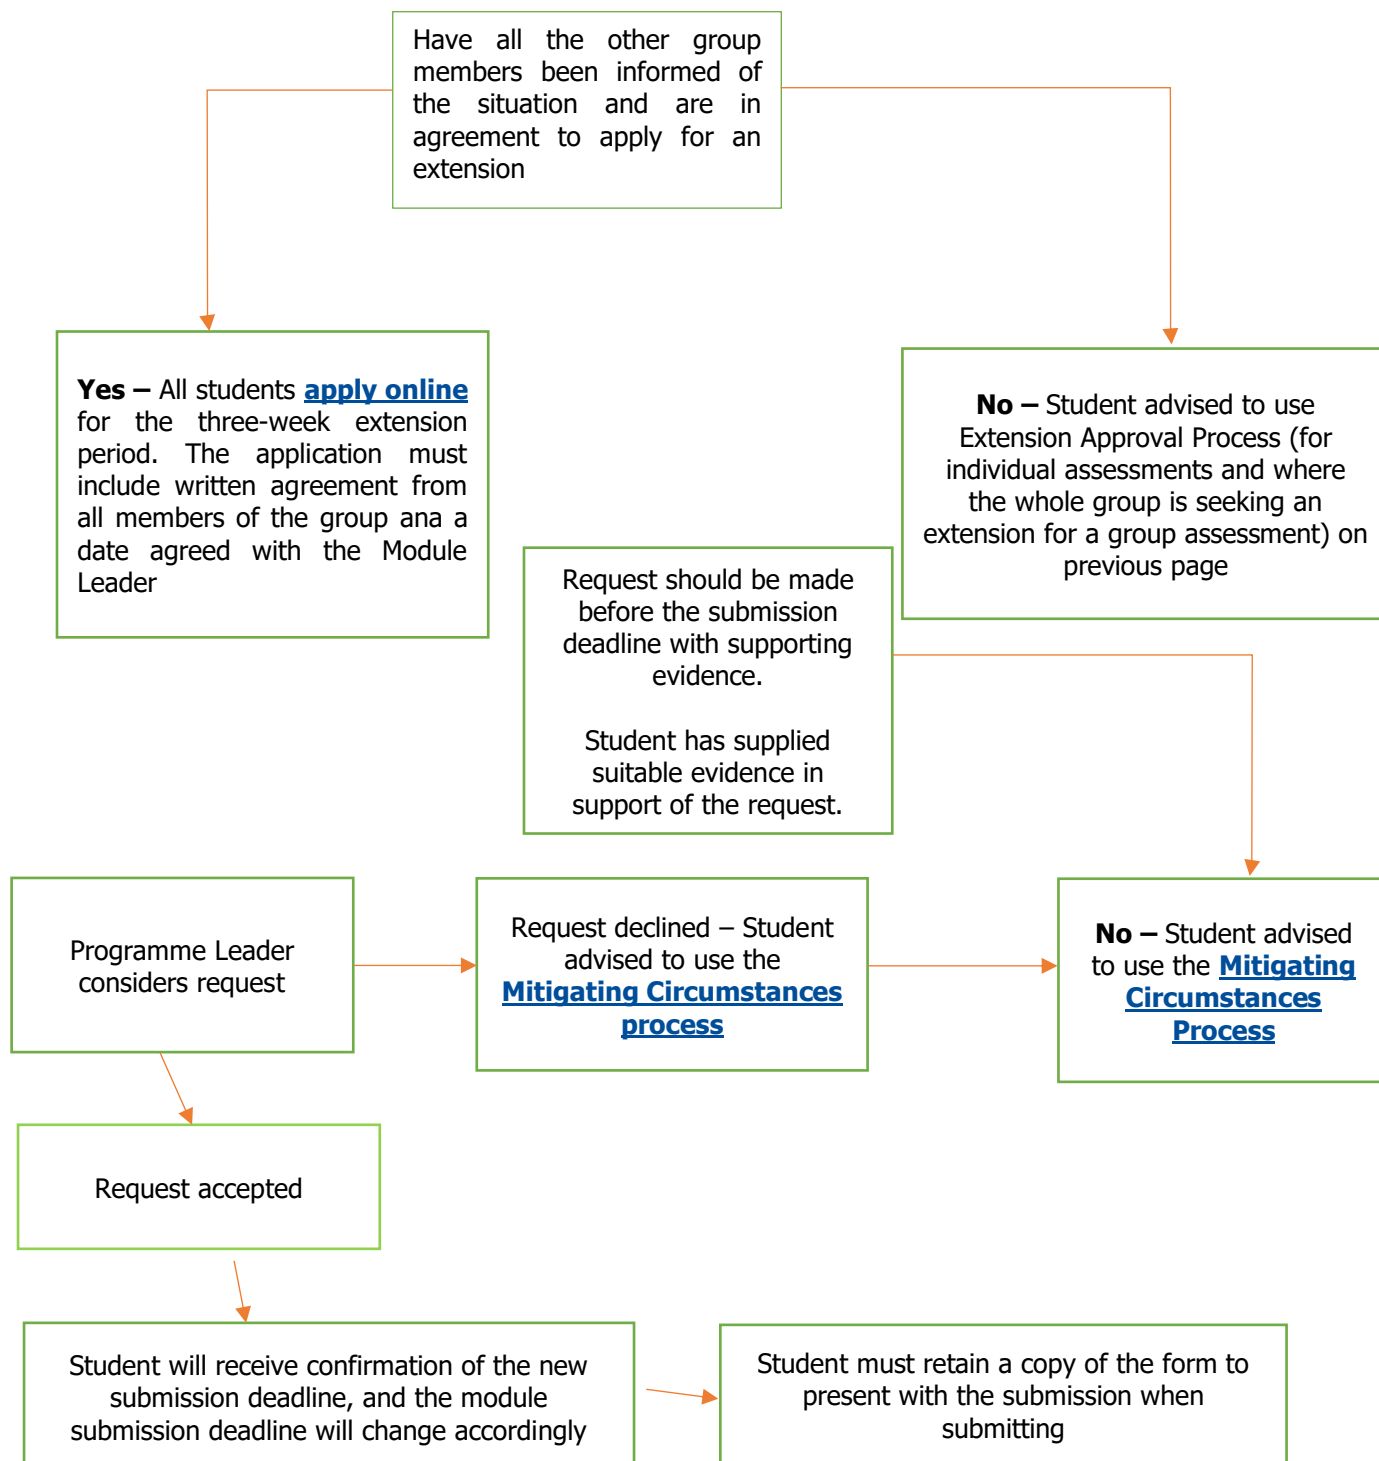 Have all the other group
members been informed of
the situation and are in
agreement to apply for an
extension
Yes – All students apply online
for the three-week extension
period. The application must
include written agreement from
all members of the group ana a
date agreed with the Module
Leader
No – Student advised to use
Extension Approval Process (for
individual assessments and where
the whole group is seeking an
extension for a group assessment) on
previous page
Request should be made
before the submission
deadline with supporting
evidence.
Student has supplied
suitable evidence in
support of the request.
Programme Leader
considers request
Request declined – Student
advised to use the
Mitigating Circumstances
process
No – Student advised
to use the Mitigating
Circumstances
Process
Request accepted
Student will receive confirmation of the new
submission deadline, and the module
submission deadline will change accordingly
Student must retain a copy of the form to
present with the submission when
submitting